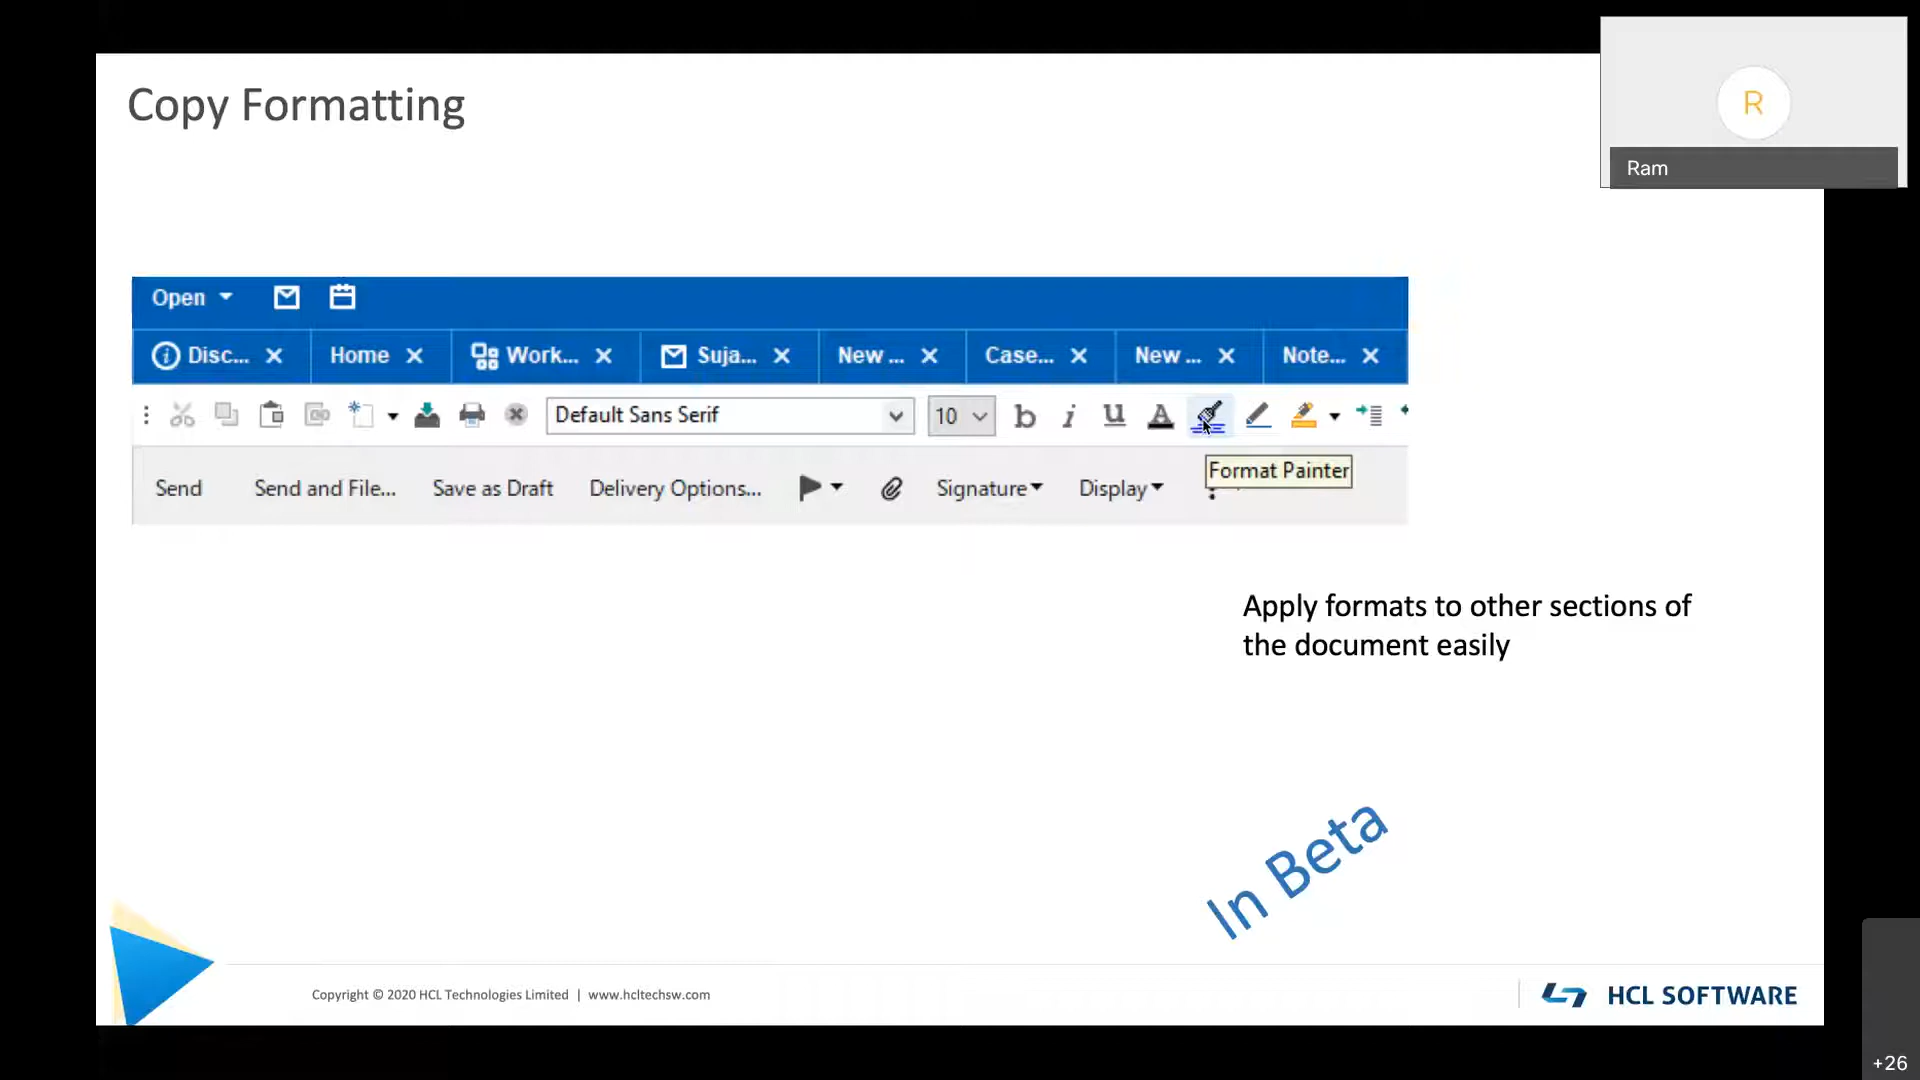 Copy Formatting
R
Ram
Open
Disc... Home Work... Suja... New ... Case... New ... Note...
Default Sans Serif 10 b i u A
Format Painter
Send Send and File... Save as Draft Delivery Options... Signature Display
Apply formats to other sections of
the document easily
In Beta
Copyright © 2020 HCL Technologies Limited | www.hcltechsw.com
HCL SOFTWARE
+26